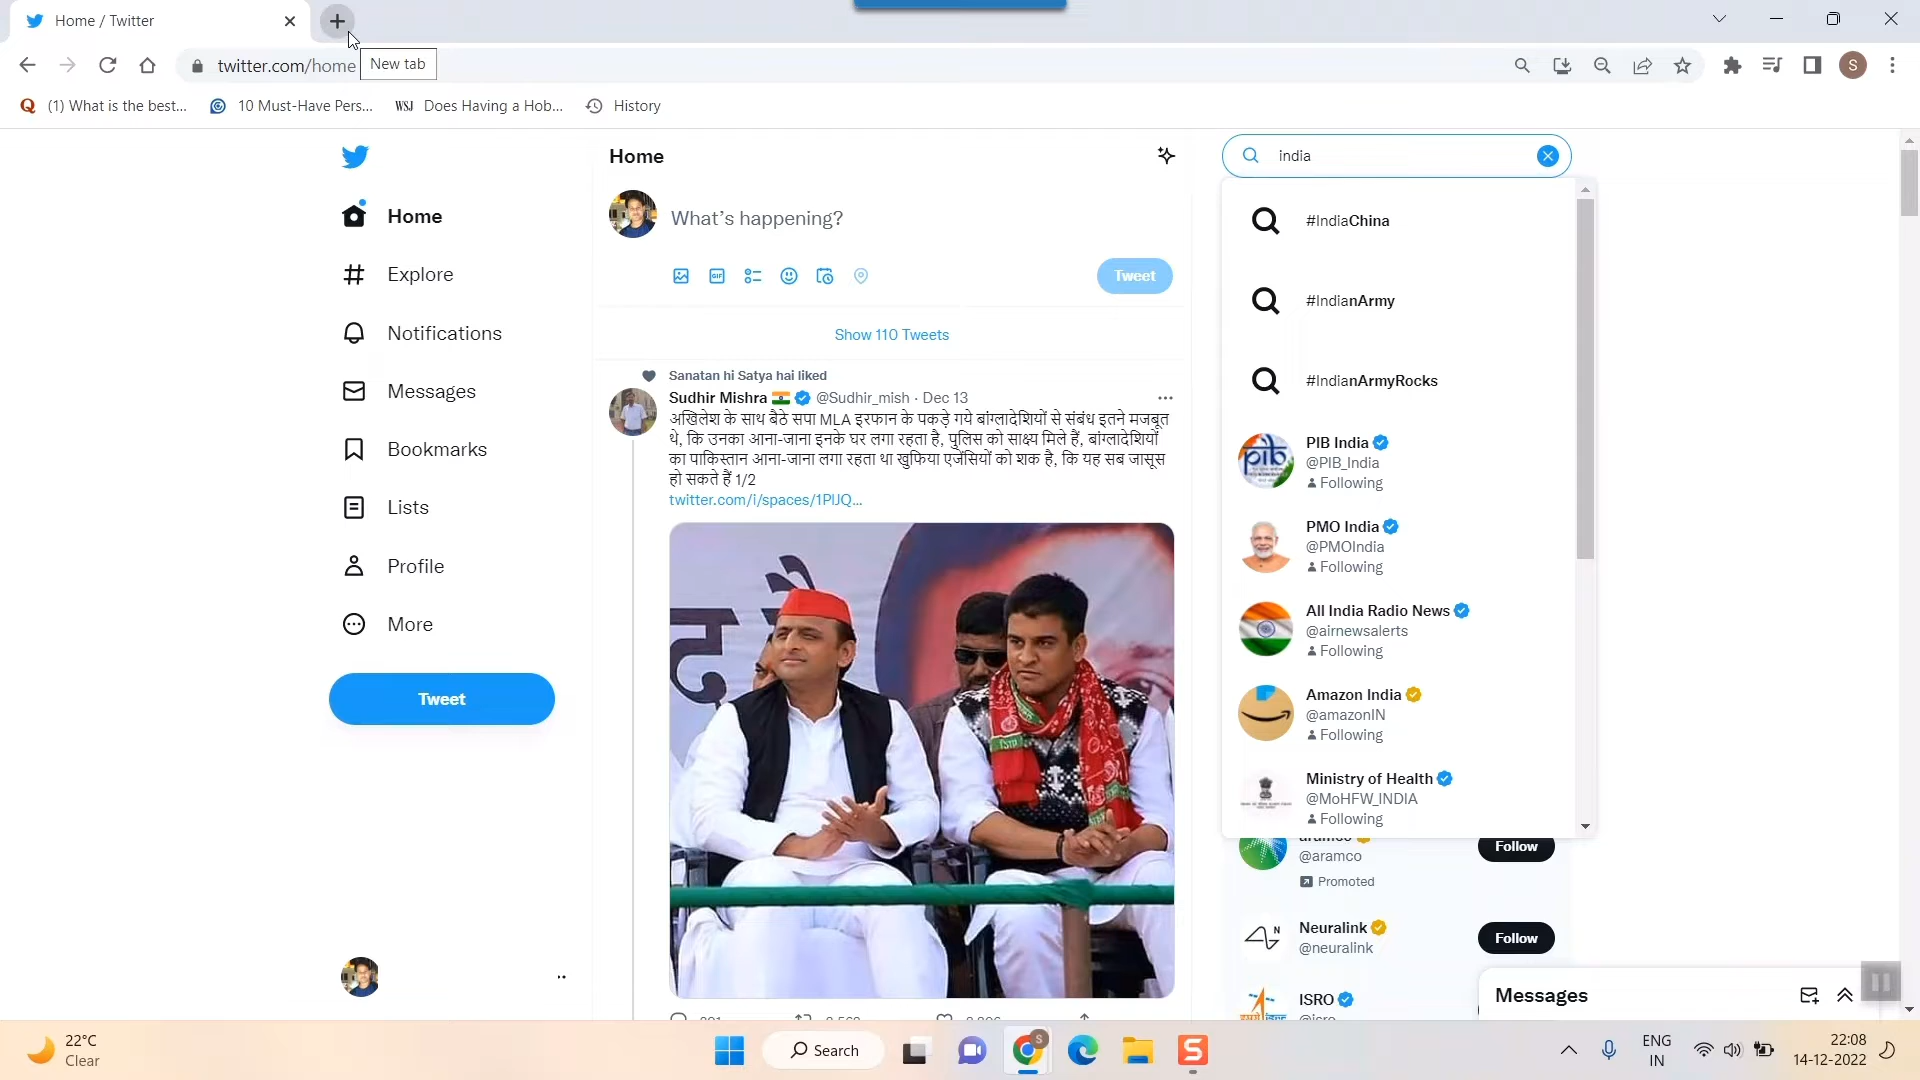 Home / Twitter
twitter.com/home
New tab
S
(1) What is the best...
10 Must-Have Pers...
WSJ
Does Having a Hob...
History
Home
Explore
Notifications
Messages
Bookmarks
Lists
Profile
More
Tweet
Home
What's happening?
GIF
Tweet
Show 110 Tweets
Sanatan hi Satya hai liked
Sudhir Mishra @Sudhir_mish · Dec 13
अखिलेश के साथ बैठे सपा MLA इरफान के पकड़े गये बांग्लादेशियों से संबंध इतने मजबूत
थे, कि उनका आना-जाना इनके घर लगा रहता है, पुलिस को साक्ष्य मिले हैं, बांग्लादेशियों
का पाकिस्तान आना-जाना लगा रहता था खुफिया एजेंसियों को शक है, कि यह सब जासूस
हो सकते हैं 1/2
twitter.com/i/spaces/1PlJQ...
india
#IndiaChina
#IndianArmy
#IndianArmyRocks
pib
PIB India
@PIB_India
Following
PMO India
@PMOIndia
Following
All India Radio News
@airnewsalerts
Following
Amazon India
@amazonIN
Following
Ministry of Health
@MoHFW_INDIA
Following
aramco
@aramco
Promoted
Follow
Neuralink
@neuralink
Follow
ISRO
@isro
Messages
22°C
Clear
Search
S
S
ENG
IN
22:08
14-12-2022